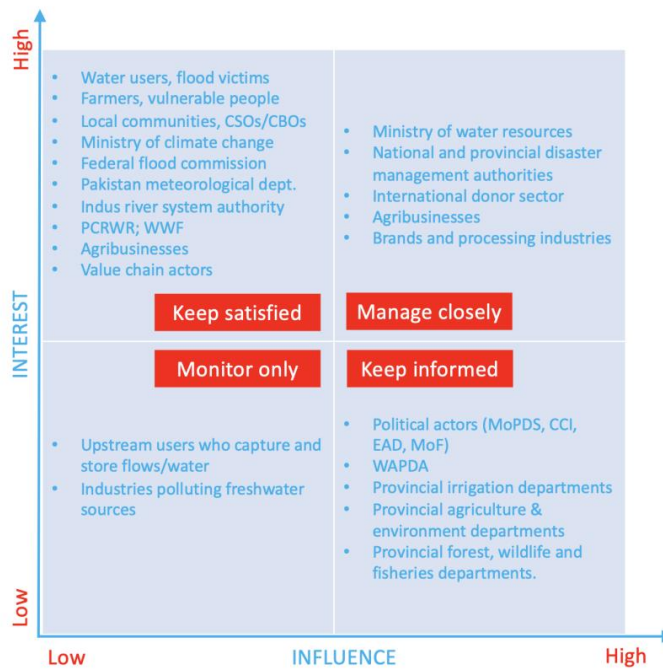 High
• Water users, flood victims
• Farmers, vulnerable people
• Local communities, CSOs/CBOs
• Ministry of climate change
• Federal flood commission
• Pakistan meteorological dept.
• Indus river system authority
• PCRWR; WWF
• Agribusinesses
• Value chain actors
• Ministry of water resources
• National and provincial disaster
management authorities
• International donor sector
• Agribusinesses
• Brands and processing industries
Keep satisfied
Manage closely
INTEREST
Monitor only
Keep informed
• Upstream users who capture and
store flows/water
• Industries polluting freshwater
sources
• Political actors (MoPDS, CCI,
EAD, MoF)
• WAPDA
• Provincial irrigation departments
• Provincial agriculture &
environment departments
• Provincial forest, wildlife and
fisheries departments.
Low
Low
INFLUENCE
High